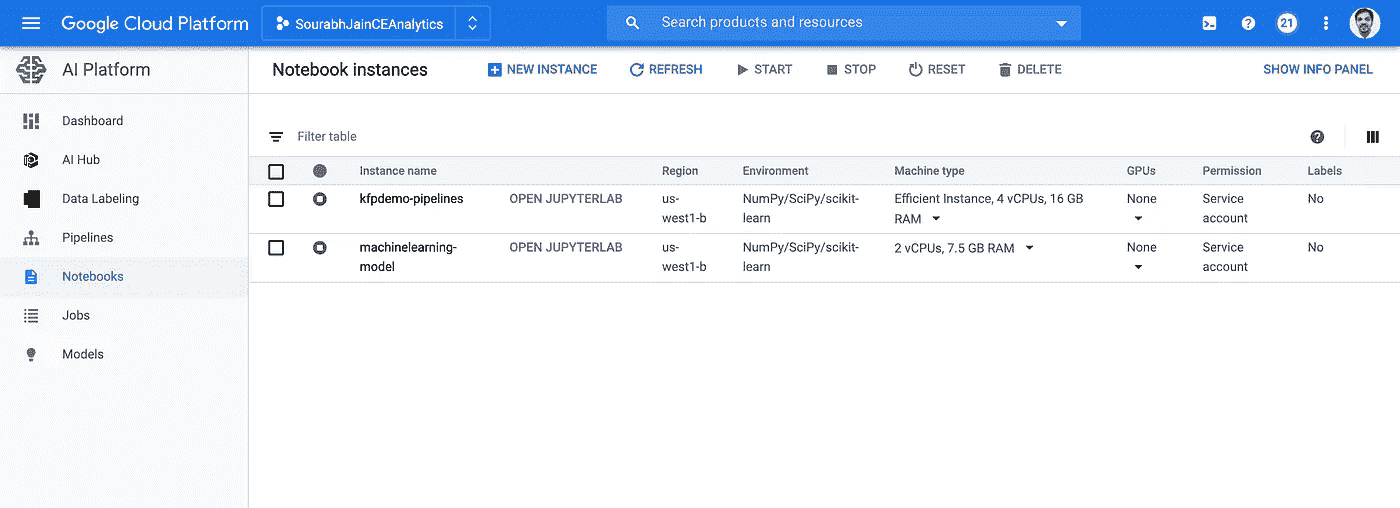 Google Cloud Platform
SourabhJainCEAnalytics
Search products and resources
21
AI Platform
Notebook instances
NEW INSTANCE
REFRESH
START
STOP
RESET
DELETE
SHOW INFO PANEL
Dashboard
AI Hub
Data Labeling
Pipelines
Notebooks
Jobs
Models
Filter table
Instance name
Region
Environment
Machine type
GPUs
Permission
Labels
kfpdemo-pipelines
OPEN JUPYTERLAB
us-
west1-b
NumPy/SciPy/scikit-
learn
Efficient Instance, 4 vCPUs, 16 GB
RAM
None
Service
account
No
machinelearning-
model
OPEN JUPYTERLAB
us-
west1-b
NumPy/SciPy/scikit-
learn
2 vCPUs, 7.5 GB RAM
None
Service
account
No